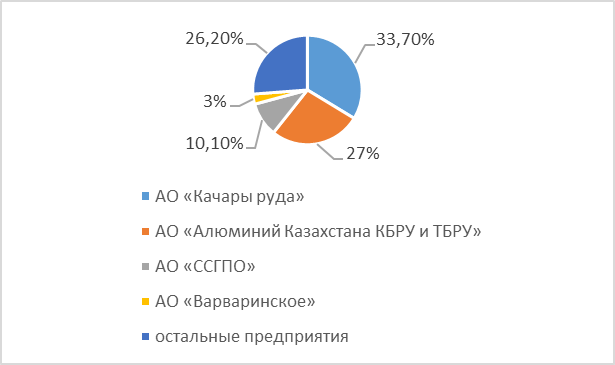 26,20%
33,70%
3%
10,10%
27%
АО «Качары руда»
АО «Алюминий Казахстана КБРУ и ТБРУ»
АО «ССГПО»
АО «Варваринское»
остальные предприятия